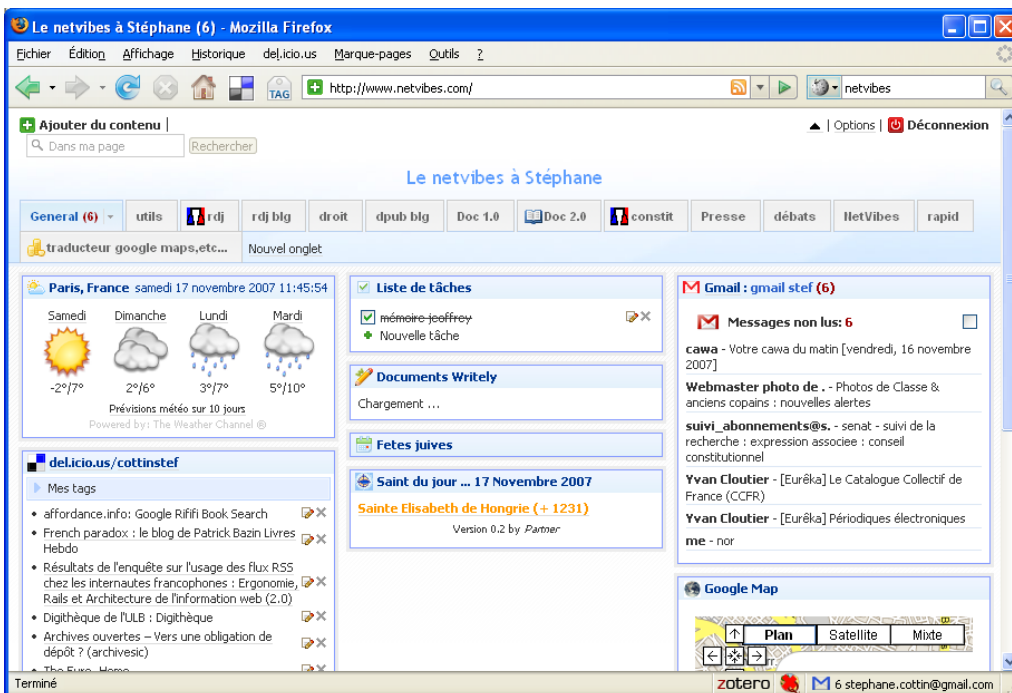 Le netvibes à Stéphane (6) - Mozilla Firefox
Fichier Édition Affichage Historique del.icio.us Marque-pages Outils ?
TAG http://www.netvibes.com/ netvibes
Ajouter du contenu | Options | Déconnexion
Dans ma page Rechercher
Le netvibes à Stéphane
General (6) utils rdj rdj blg droit dpub blg Doc 1.0 Doc 2.0 constit Presse débats NetVibes rapid
traducteur google maps,etc... Nouvel onglet
Paris, France samedi 17 novembre 2007 11:45:54
Samedi Dimanche Lundi Mardi
-2°/7° 2°/6° 3°/7° 5°/10°
Prévisions météo sur 10 jours
Powered by: The Weather Channel ®
del.icio.us/cottinstef
Mes tags
• affordance.info: Google Rififi Book Search
• French paradox : le blog de Patrick Bazin Livres
Hebdo
• Résultats de l'enquête sur l'usage des flux RSS
chez les internautes francophones : Ergonomie,
Rails et Architecture de l'information web (2.0)
• Digithèque de l'ULB : Digithèque
• Archives ouvertes – Vers une obligation de
dépôt ? (archivesic)
Liste de tâches
mémoire jeoffrey
Nouvelle tâche
Documents Writely
Chargement ...
Fetes juives
Saint du jour ... 17 Novembre 2007
Sainte Elisabeth de Hongrie (+ 1231)
Version 0.2 by Partner
Gmail : gmail stef (6)
Messages non lus: 6
cawa - Votre cawa du matin [vendredi, 16 novembre
2007]
Webmaster photo de . - Photos de Classe &
anciens copains : nouvelles alertes
suivi_abonnements@s. - senat - suivi de la
recherche : expression associee : conseil
constitutionnel
Yvan Cloutier - [Eurêka] Le Catalogue Collectif de
France (CCFR)
Yvan Cloutier - [Eurêka] Périodiques électroniques
me - nor
Google Map
Plan Satellite Mixte
Terminé zotero 6 stephane.cottin@gmail.com